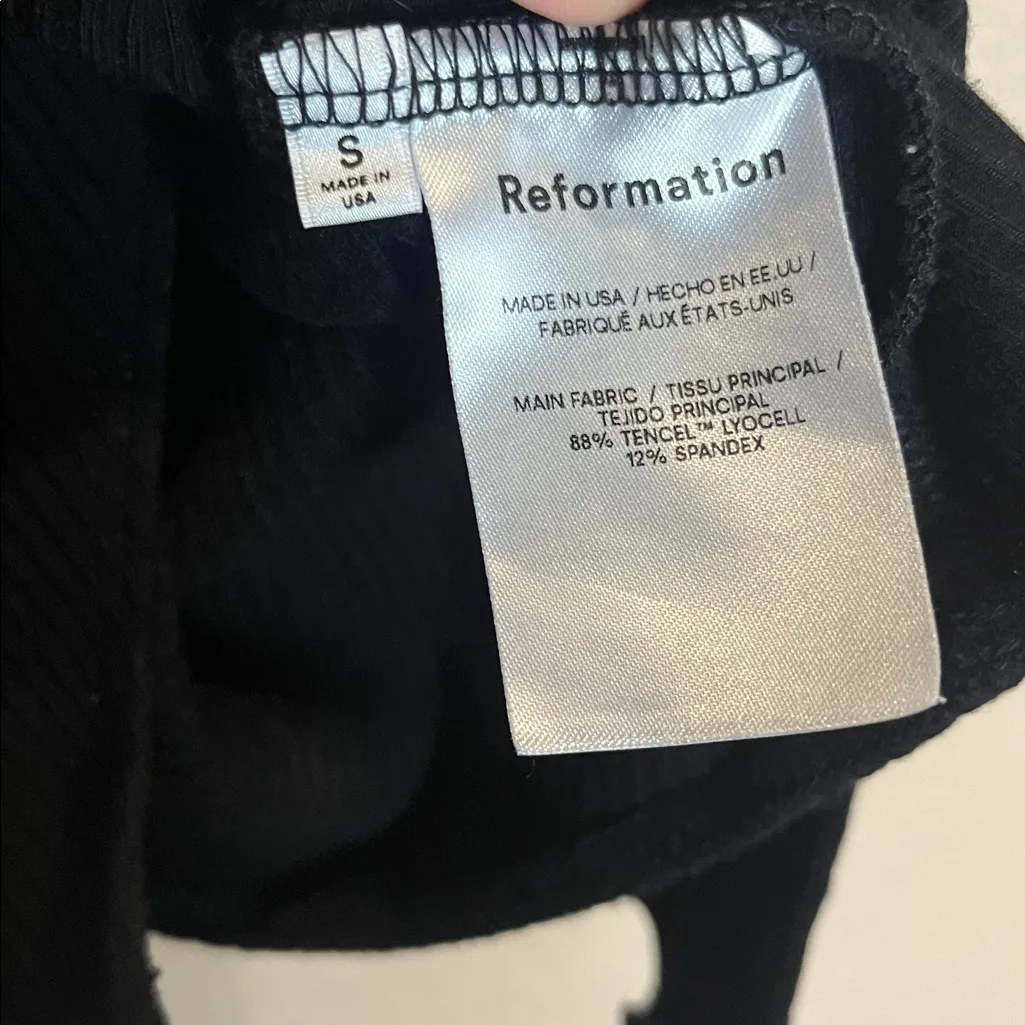 S
MADE IN
USA
Reformation
MADE IN USA / HECHO EN EE.UU /
FABRIQUÉ AUX ÉTATS-UNIS
MAIN FABRIC / TISSU PRINCIPAL /
TEJIDO PRINCIPAL
88% TENCEL™ LYOCELL
12% SPANDEX